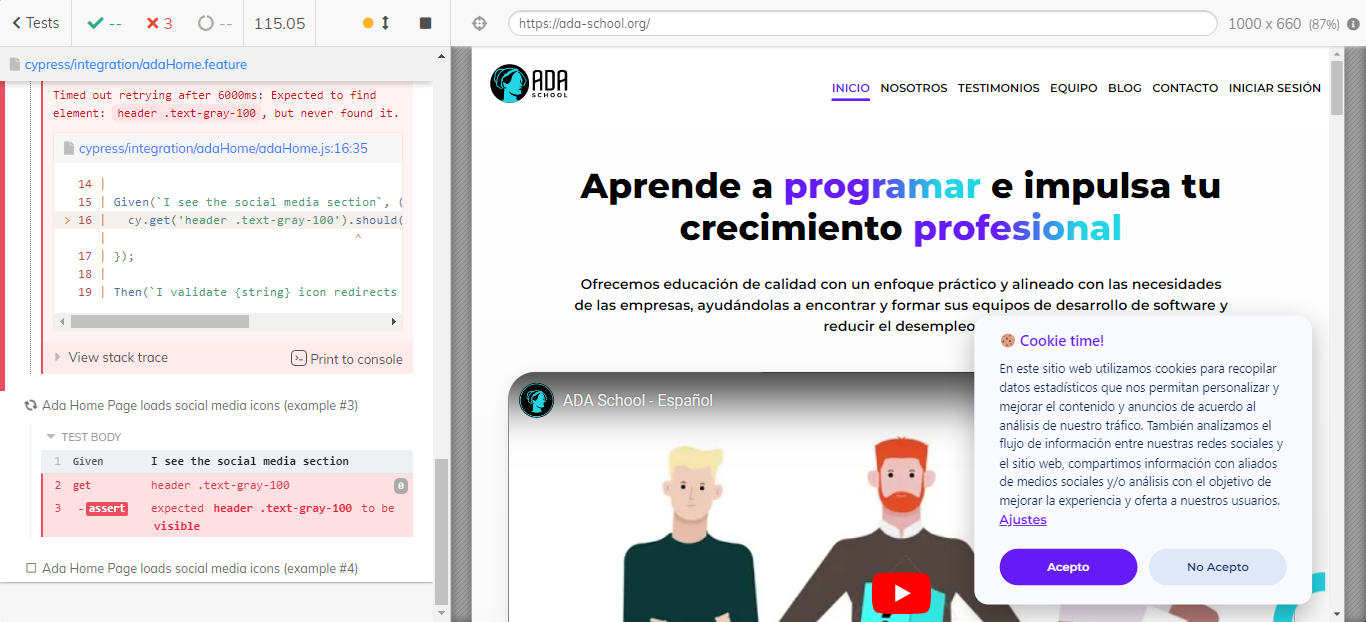 Tests
--
3
--
115.05
https://ada-school.org/
1000 x 660 (87%)
cypress/integration/adaHome.feature
Timed out retrying after 6000ms: Expected to find
element: header .text-gray-100, but never found it.
cypress/integration/adaHome/adaHome.js:16:35
14 |
15 | Given(`I see the social media section`, (
> 16 |   cy.get('header .text-gray-100').should(
|                                   ^
17 | });
18 |
19 | Then(`I validate {string} icon redirects
View stack trace
Print to console
Ada Home Page loads social media icons (example #3)
TEST BODY
1 Given I see the social media section
2 get header .text-gray-100 0
3 -assert expected header .text-gray-100 to be
visible
Ada Home Page loads social media icons (example #4)
ADA
SCHOOL
INICIO NOSOTROS TESTIMONIOS EQUIPO BLOG CONTACTO INICIAR SESIÓN
Aprende a programar e impulsa tu
crecimiento profesional
Ofrecemos educación de calidad con un enfoque práctico y alineado con las necesidades
de las empresas, ayudándolas a encontrar y formar sus equipos de desarrollo de software y
reducir el desempleo
ADA School - Español
🍪 Cookie time!
En este sitio web utilizamos cookies para recopilar
datos estadísticos que nos permitan personalizar y
mejorar el contenido y anuncios de acuerdo al
análisis de nuestro tráfico. También analizamos el
flujo de información entre nuestras redes sociales y
el sitio web, compartimos información con aliados
de medios sociales y/o análisis con el objetivo de
mejorar la experiencia y oferta a nuestros usuarios.
Ajustes
Acepto
No Acepto